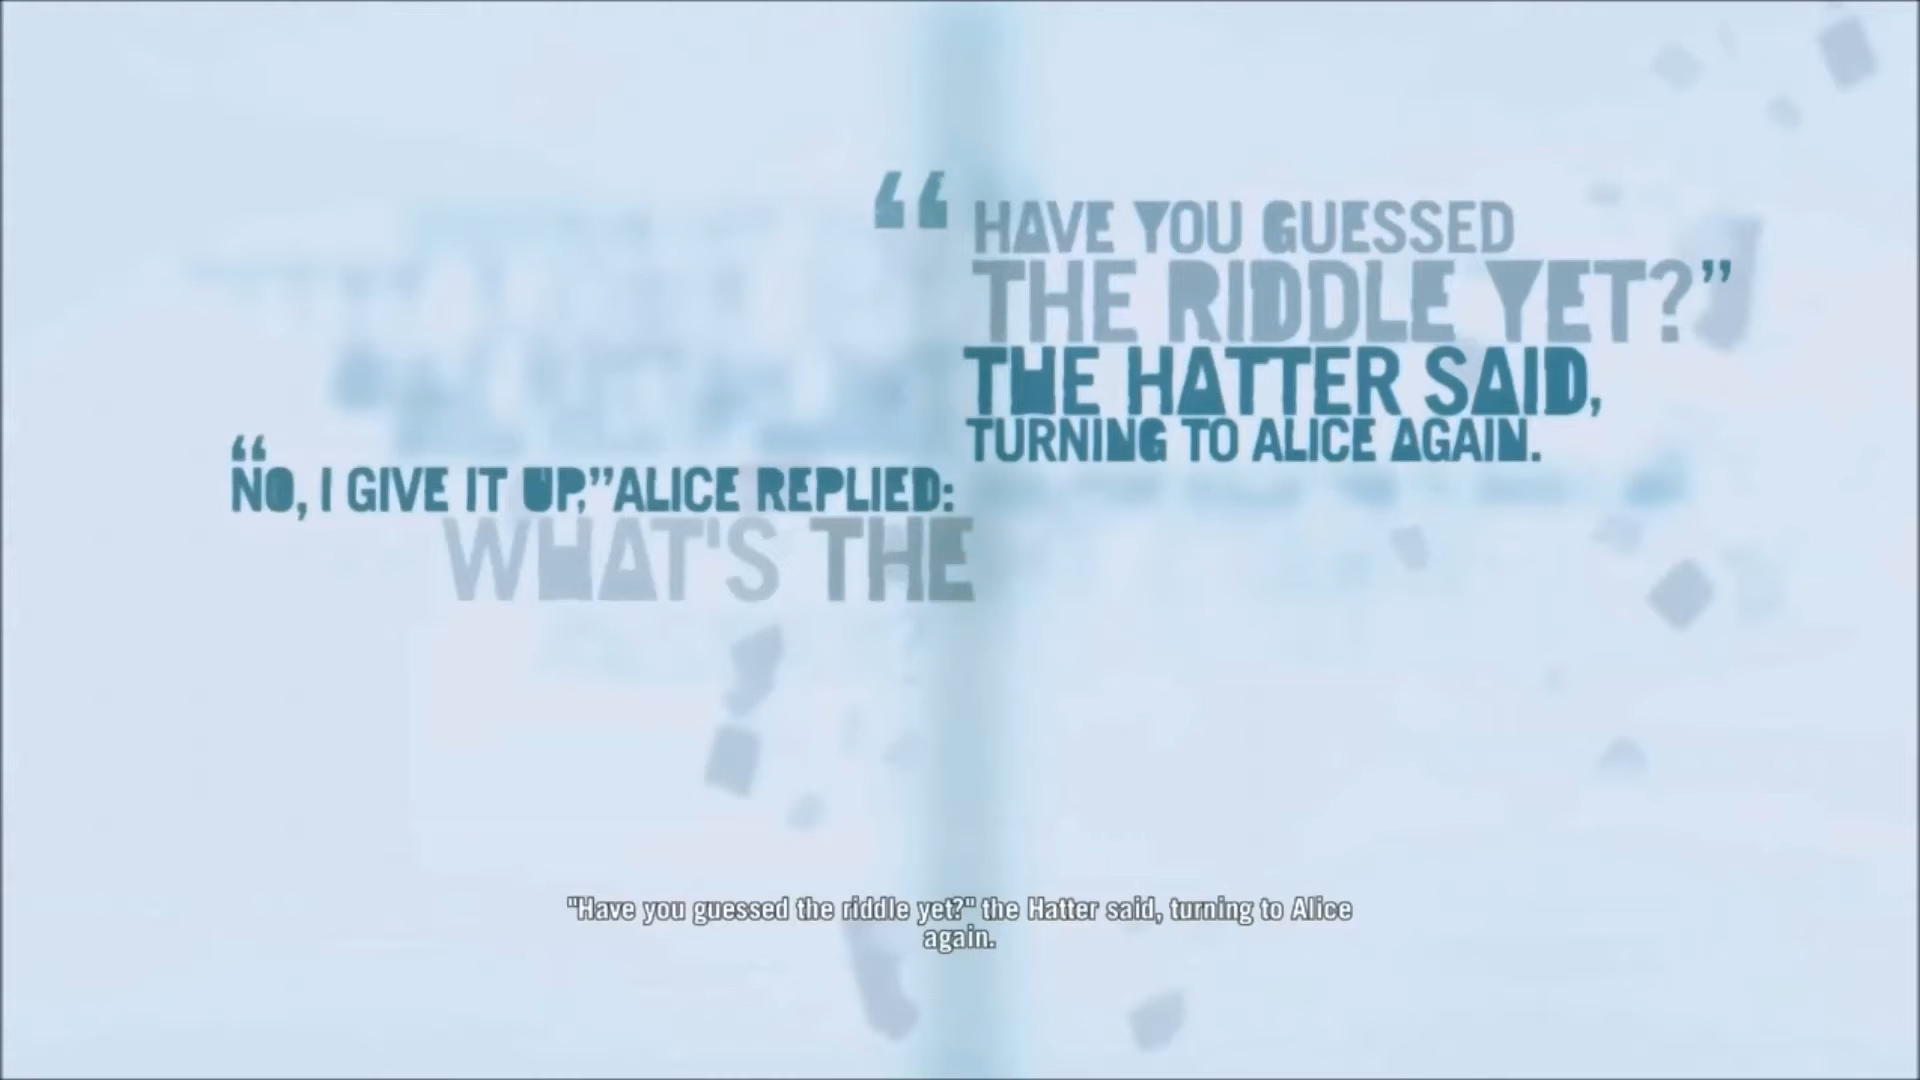 “HAVE YOU GUESSED
THE RIDDLE YET?”
THE HATTER SAID,
TURNING TO ALICE AGAIN.
“NO, I GIVE IT UP,”ALICE REPLIED:
WHAT'S THE
"Have you guessed the riddle yet?" the Hatter said, turning to Alice
again.